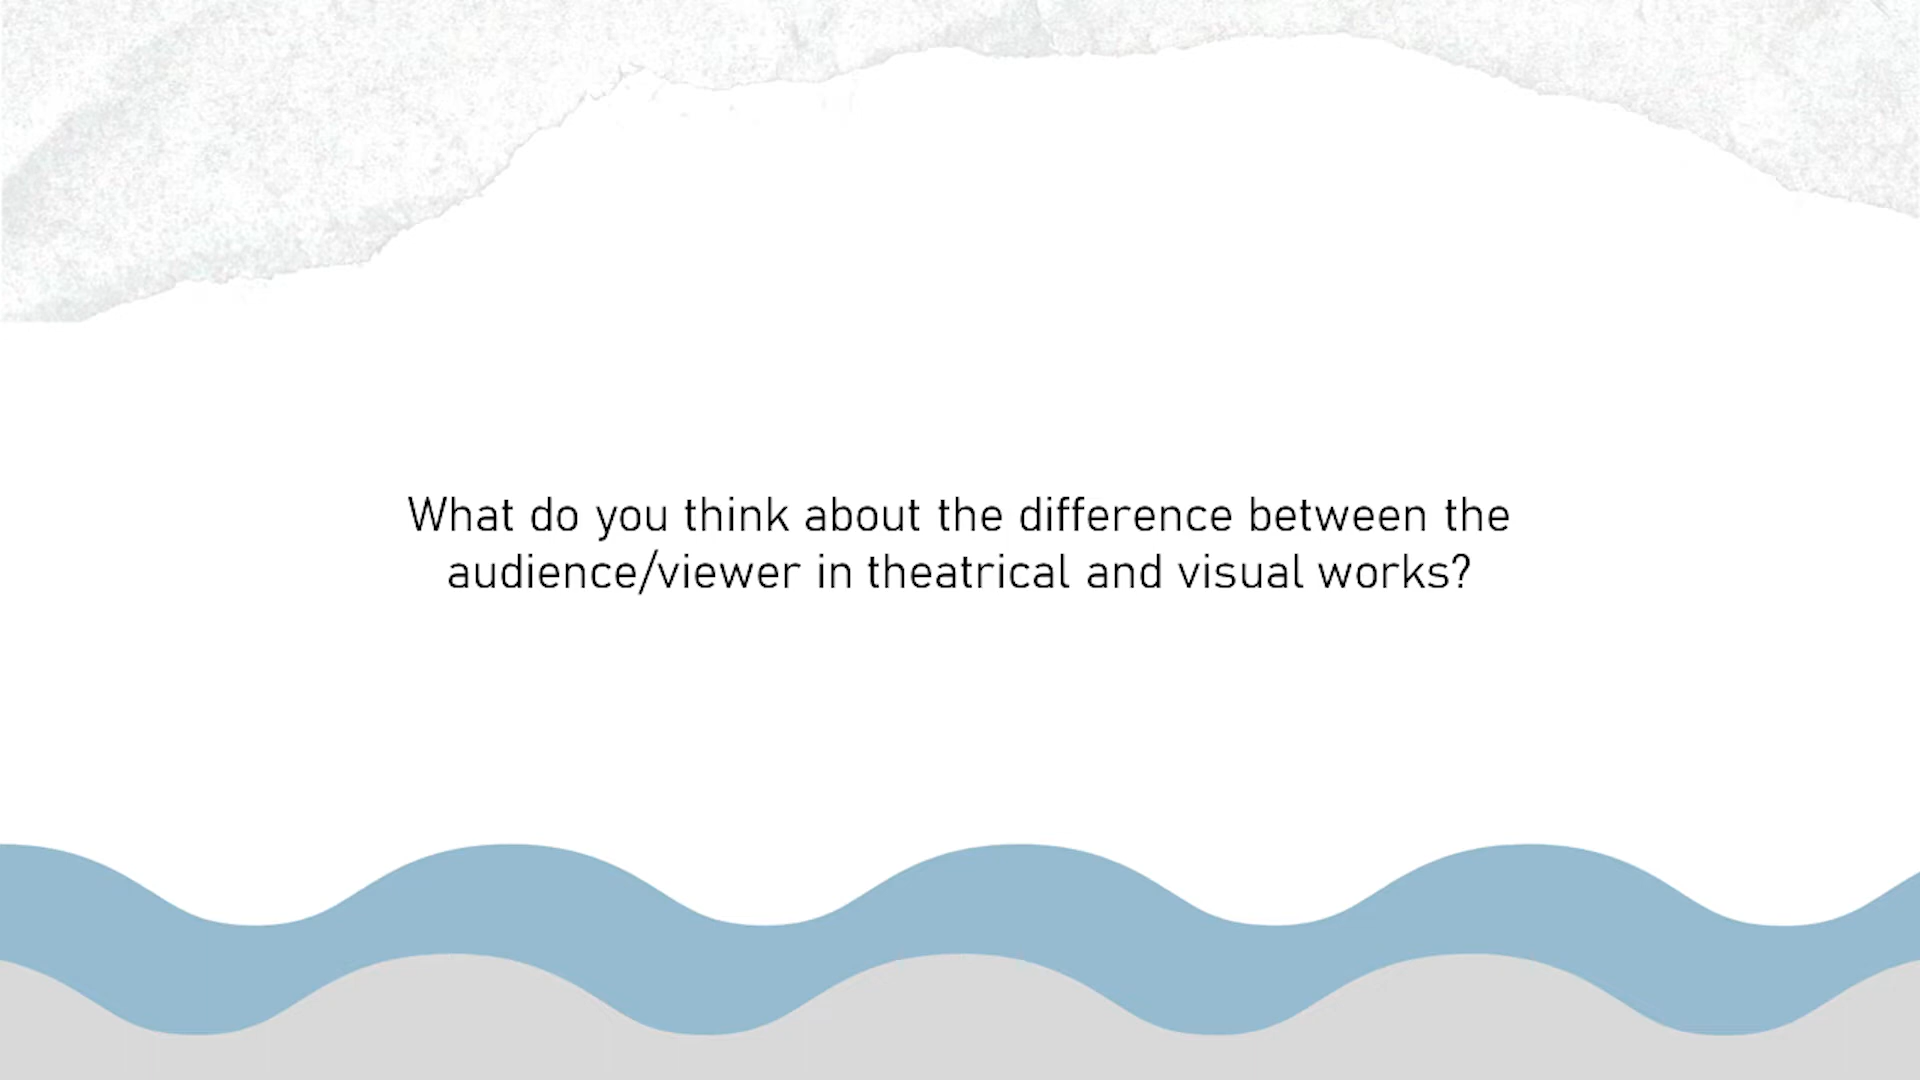 What do you think about the difference between the
audience/viewer in theatrical and visual works?